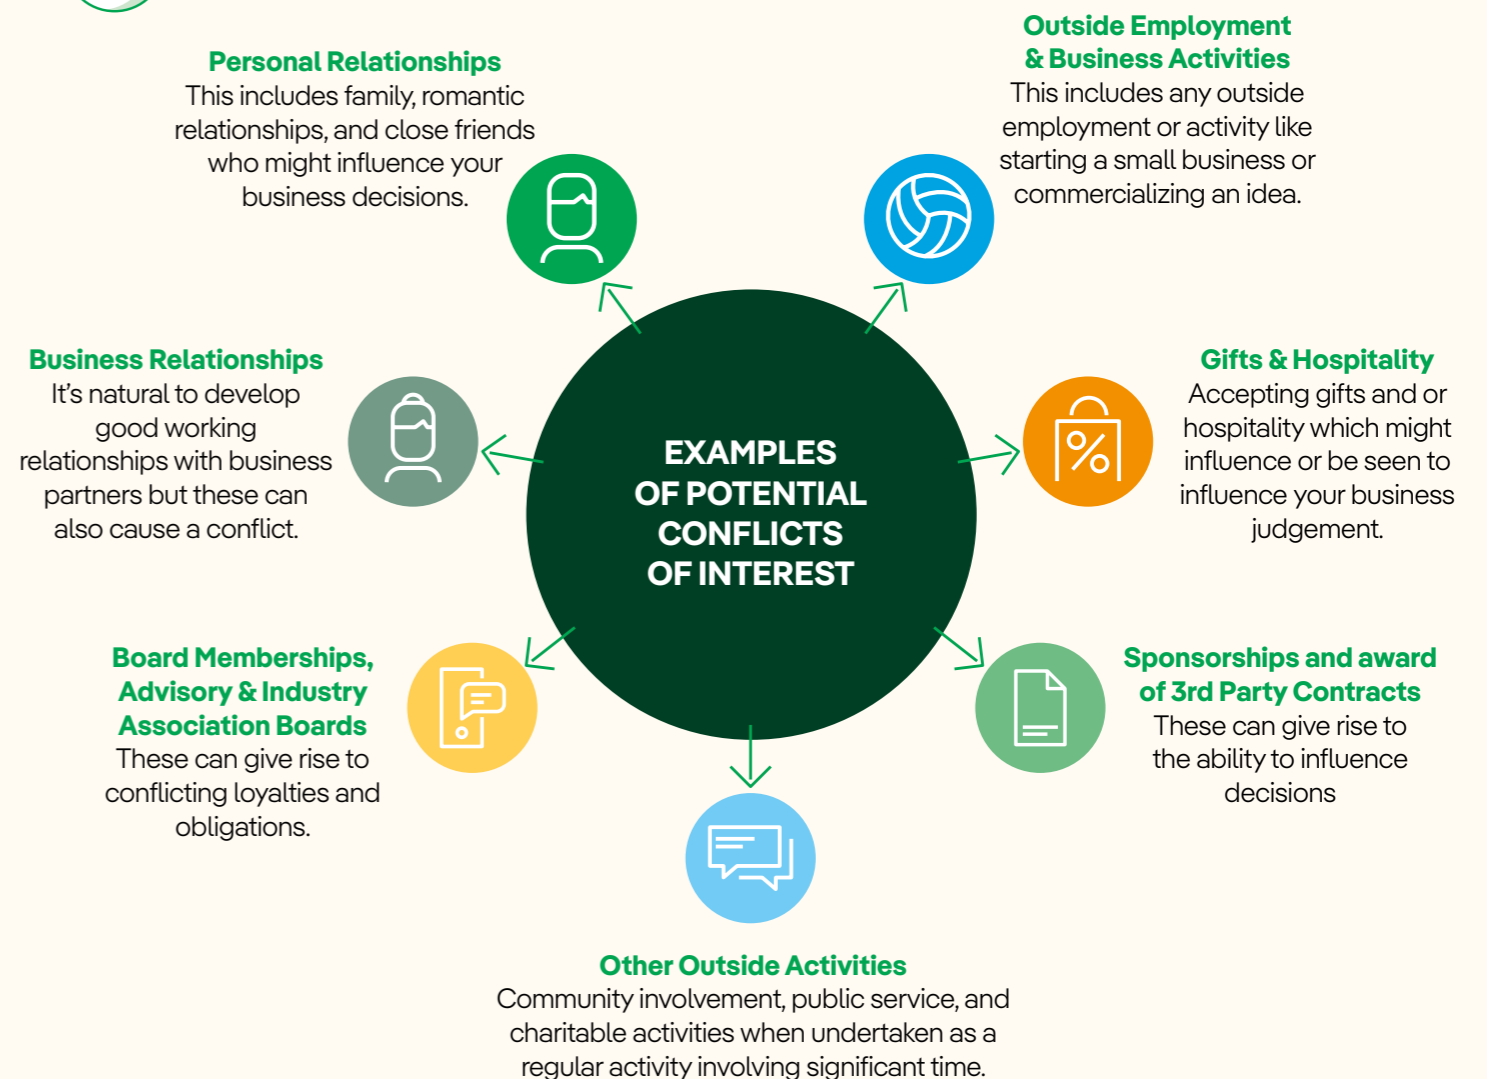 Personal Relationships
This includes family, romantic
relationships, and close friends
who might influence your
business decisions.
Outside Employment
& Business Activities
This includes any outside
employment or activity like
starting a small business or
commercializing an idea.
Business Relationships
It's natural to develop
good working
relationships with business
partners but these can
also cause a conflict.
EXAMPLES
OF POTENTIAL
CONFLICTS
OF INTEREST
Gifts & Hospitality
Accepting gifts and or
hospitality which might
influence or be seen to
influence your business
judgement.
Board Memberships,
Advisory & Industry
Association Boards
These can give rise to
conflicting loyalties and
obligations.
Sponsorships and award
of 3rd Party Contracts
These can give rise to
the ability to influence
decisions
Other Outside Activities
Community involvement, public service, and
charitable activities when undertaken as a
regular activity involving significant time.